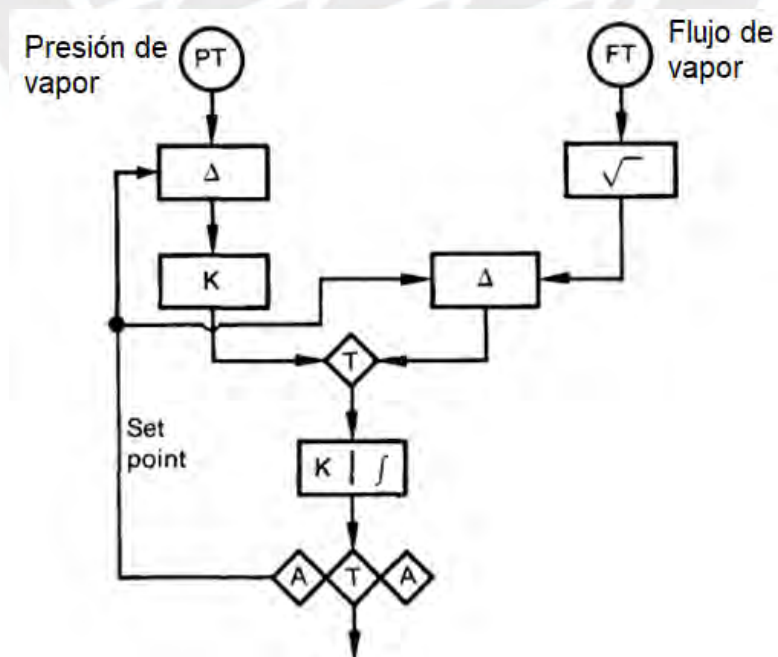 Presión de
vapor
PT
FT
Flujo de
vapor
Δ
√
K
Δ
T
Set
point
K | ∫
A T A